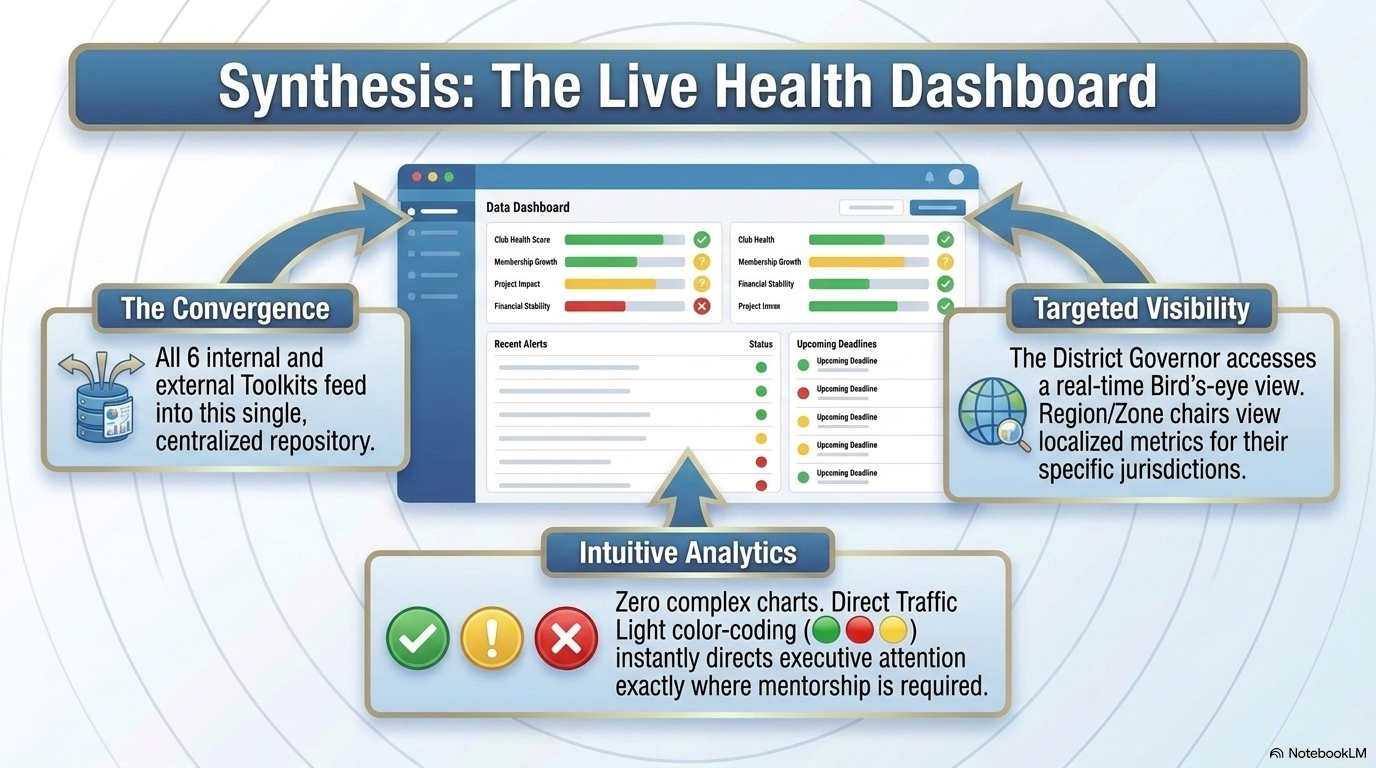 Synthesis: The Live Health Dashboard
Data Dashboard
Club Health Score
Membership Growth
Project Impact
Financial Stability
Club Health
Membership Growth
Financial Stability
Project
Recent Alerts
Status
Upcoming Deadlines
Upcoming Deadline
Upcoming Deadline
Upcoming Deadline
Upcoming Deadline
Upcoming Deadline
The Convergence
All 6 internal and
external Toolkits feed
into this single,
centralized repository.
Targeted Visibility
The District Governor accesses
a real-time Bird's-eye view.
Region/Zone chairs view
localized metrics for their
specific jurisdictions.
Intuitive Analytics
Zero complex charts. Direct Traffic
Light color-coding (🟢🔴🟡)
instantly directs executive attention
exactly where mentorship is required.
NotebookLM